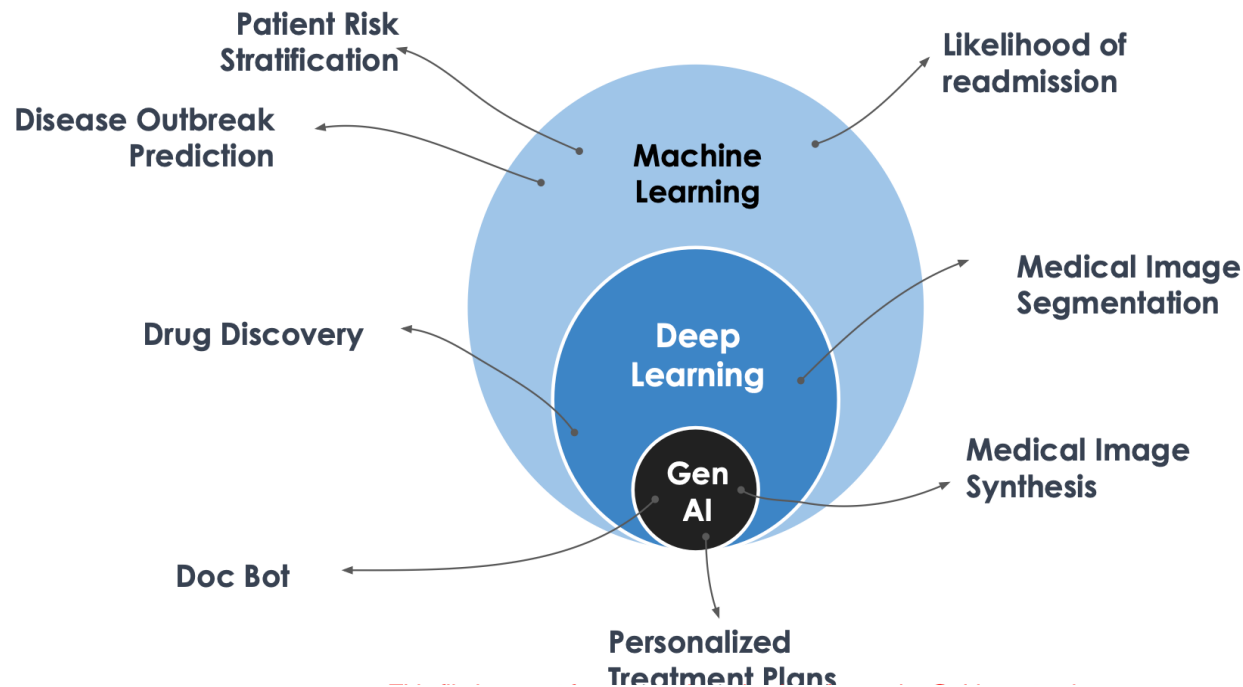 Patient Risk
Stratification
Likelihood of
readmission
Disease Outbreak
Prediction
Machine
Learning
Medical Image
Segmentation
Drug Discovery
Deep
Learning
Medical Image
Synthesis
Gen
AI
Doc Bot
Personalized
Treatment Plans